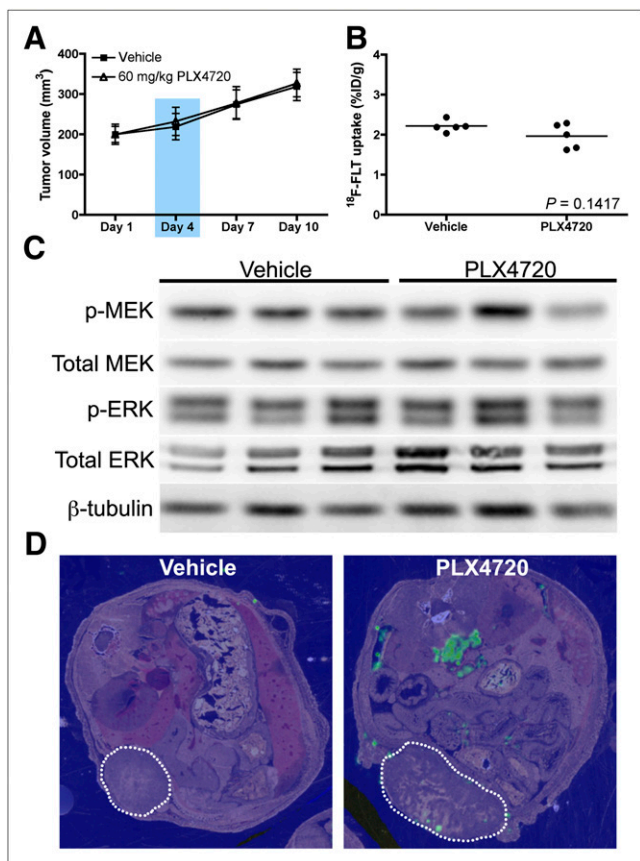 A
Vehicle
60 mg/kg PLX4720
Tumor volume (mm³)
400
300
200
100
0
Day 1 Day 4 Day 7 Day 10
B
¹⁸F-FLT uptake (%ID/g)
4
3
2
1
0
P = 0.1417
Vehicle PLX4720
C
Vehicle PLX4720
p-MEK
Total MEK
p-ERK
Total ERK
β-tubulin
D
Vehicle PLX4720